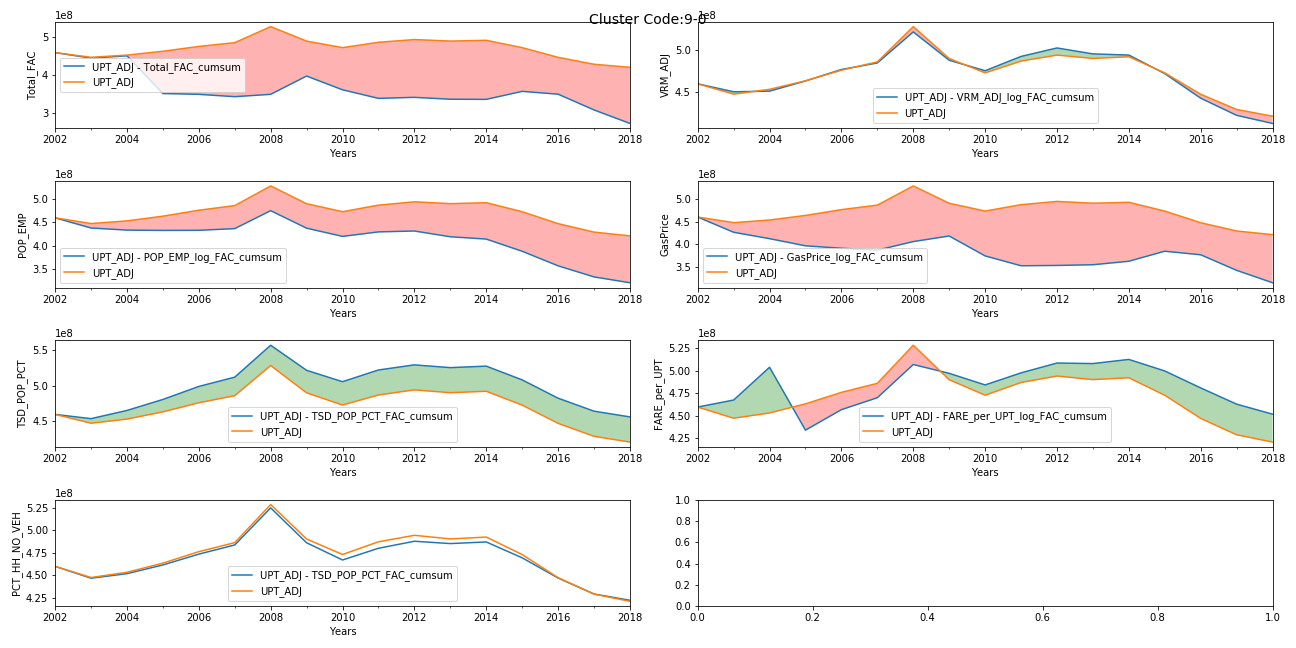 Cluster Code:9-0
1e8
Total_FAC
5
4
3
UPT_ADJ - Total_FAC_cumsum
UPT_ADJ
2002 2004 2006 2008 2010 2012 2014 2016 2018
Years
1e8
VRM_ADJ
5.0
4.5
UPT_ADJ - VRM_ADJ_log_FAC_cumsum
UPT_ADJ
2002 2004 2006 2008 2010 2012 2014 2016 2018
Years
1e8
POP_EMP
5.0
4.5
4.0
3.5
UPT_ADJ - POP_EMP_log_FAC_cumsum
UPT_ADJ
2002 2004 2006 2008 2010 2012 2014 2016 2018
Years
1e8
GasPrice
5.0
4.5
4.0
3.5
UPT_ADJ - GasPrice_log_FAC_cumsum
UPT_ADJ
2002 2004 2006 2008 2010 2012 2014 2016 2018
Years
1e8
TSD_POP_PCT
5.5
5.0
4.5
UPT_ADJ - TSD_POP_PCT_FAC_cumsum
UPT_ADJ
2002 2004 2006 2008 2010 2012 2014 2016 2018
Years
1e8
FARE_per_UPT
5.25
5.00
4.75
4.50
4.25
UPT_ADJ - FARE_per_UPT_log_FAC_cumsum
UPT_ADJ
2002 2004 2006 2008 2010 2012 2014 2016 2018
Years
1e8
PCT_HH_NO_VEH
5.25
5.00
4.75
4.50
4.25
UPT_ADJ - TSD_POP_PCT_FAC_cumsum
UPT_ADJ
2002 2004 2006 2008 2010 2012 2014 2016 2018
Years
1.0
0.8
0.6
0.4
0.2
0.0
0.0 0.2 0.4 0.6 0.8 1.0